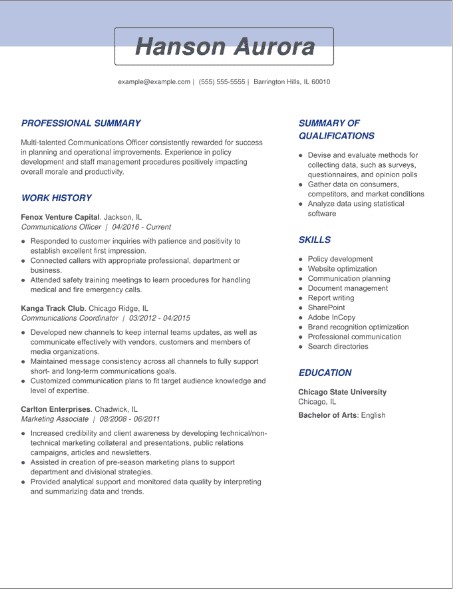 Hanson Aurora
example@example.com | (555) 555-5555 | Barrington Hills, IL 60010
PROFESSIONAL SUMMARY
Multi-talented Communications Officer consistently rewarded for success
in planning and operational improvements. Experience in policy
development and staff management procedures positively impacting
overall morale and productivity.
WORK HISTORY
Fenox Venture Capital. Jackson, IL
Communications Officer | 04/2016 - Current
● Responded to customer inquiries with patience and positivity to
establish excellent first impression.
● Connected callers with appropriate professional, department or
business.
● Attended safety training meetings to learn procedures for handling
medical and fire emergency calls.
Kanga Track Club. Chicago Ridge, IL
Communications Coordinator | 03/2012 - 04/2015
● Developed new channels to keep internal teams updates, as well as
communicate effectively with vendors, customers and members of
media organizations.
● Maintained message consistency across all channels to fully support
short- and long-term communications goals.
● Customized communication plans to fit target audience knowledge and
level of expertise.
Carlton Enterprises. Chadwick, IL
Marketing Associate | 08/2008 - 06/2011
● Increased credibility and client awareness by developing technical/non-
technical marketing collateral and presentations, public relations
campaigns, articles and newsletters.
● Assisted in creation of pre-season marketing plans to support
department and divisional strategies.
● Provided analytical support and monitored data quality by interpreting
and summarizing data and trends.
SUMMARY OF
QUALIFICATIONS
● Devise and evaluate methods for
collecting data, such as surveys,
questionnaires, and opinion polls
● Gather data on consumers,
competitors, and market conditions
● Analyze data using statistical
software
SKILLS
● Policy development
● Website optimization
● Communication planning
● Document management
● Report writing
● SharePoint
● Adobe InCopy
● Brand recognition optimization
● Professional communication
● Search directories
EDUCATION
Chicago State University
Chicago, IL
Bachelor of Arts: English